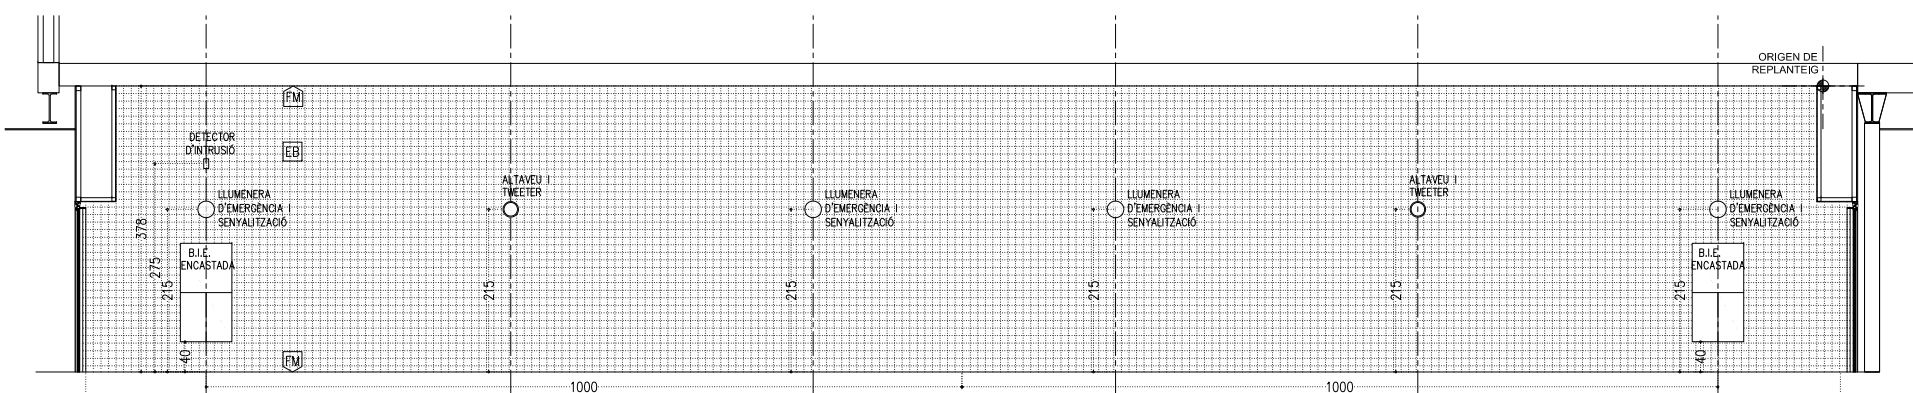 ORIGEN DE
REPLANTEIG
FM
DETECTOR
D'INTRUSIÓ
EB
LLUMENERA
D'EMERGÈNCIA I
SENYALITZACIÓ
ALTAVEU I
TWEETER
LLUMENERA
D'EMERGÈNCIA I
SENYALITZACIÓ
LLUMENERA
D'EMERGÈNCIA I
SENYALITZACIÓ
ALTAVEU I
TWEETER
LLUMENERA
D'EMERGÈNCIA I
SENYALITZACIÓ
378
275
215
B.I.E.
ENCASTADA
215
215
215
215
215
B.I.E.
ENCASTADA
40
FM
40
1000
1000